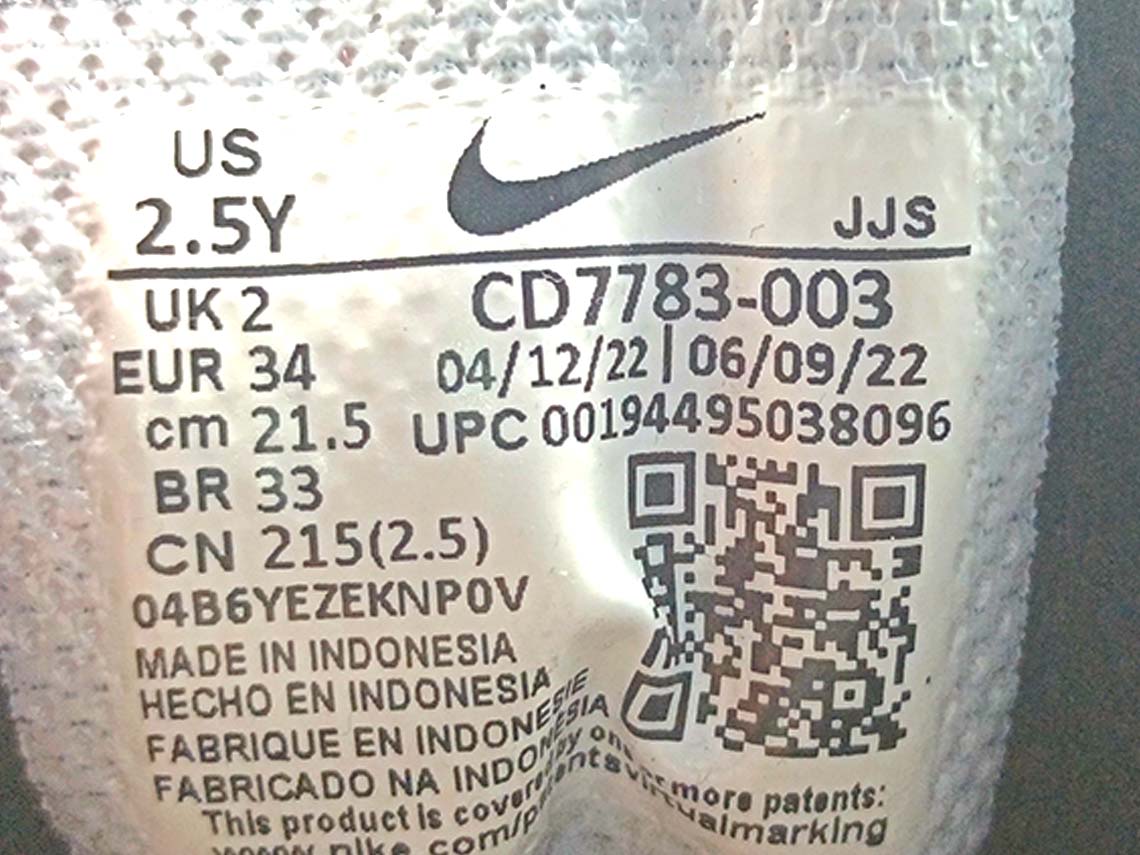 US
2.5Y
JJS
UK 2
CD7783-003
EUR 34
04/12/22 | 06/09/22
cm 21.5
UPC 00194495038096
BR 33
CN 215(2.5)
04B6YEZEKNP0V
MADE IN INDONESIA
HECHO EN INDONESIA
FABRIQUE EN INDONESIE
FABRICADO NA INDONESIA
This product is covered by one or more patents:
www.nike.com/patentsvirtualmarking